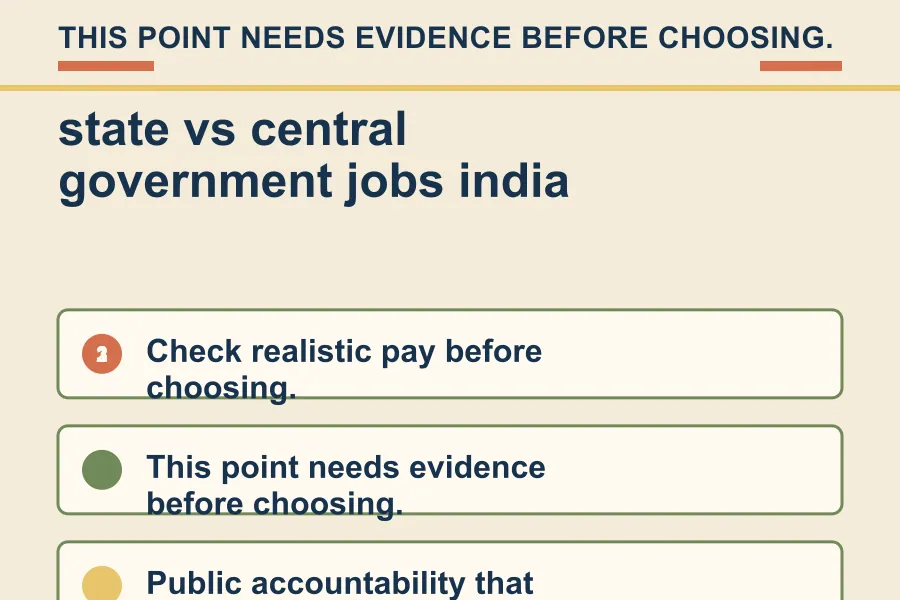 THIS POINT NEEDS EVIDENCE BEFORE CHOOSING.
state vs central
government jobs india
Check realistic pay before
choosing.
This point needs evidence
before choosing.
Public accountability that